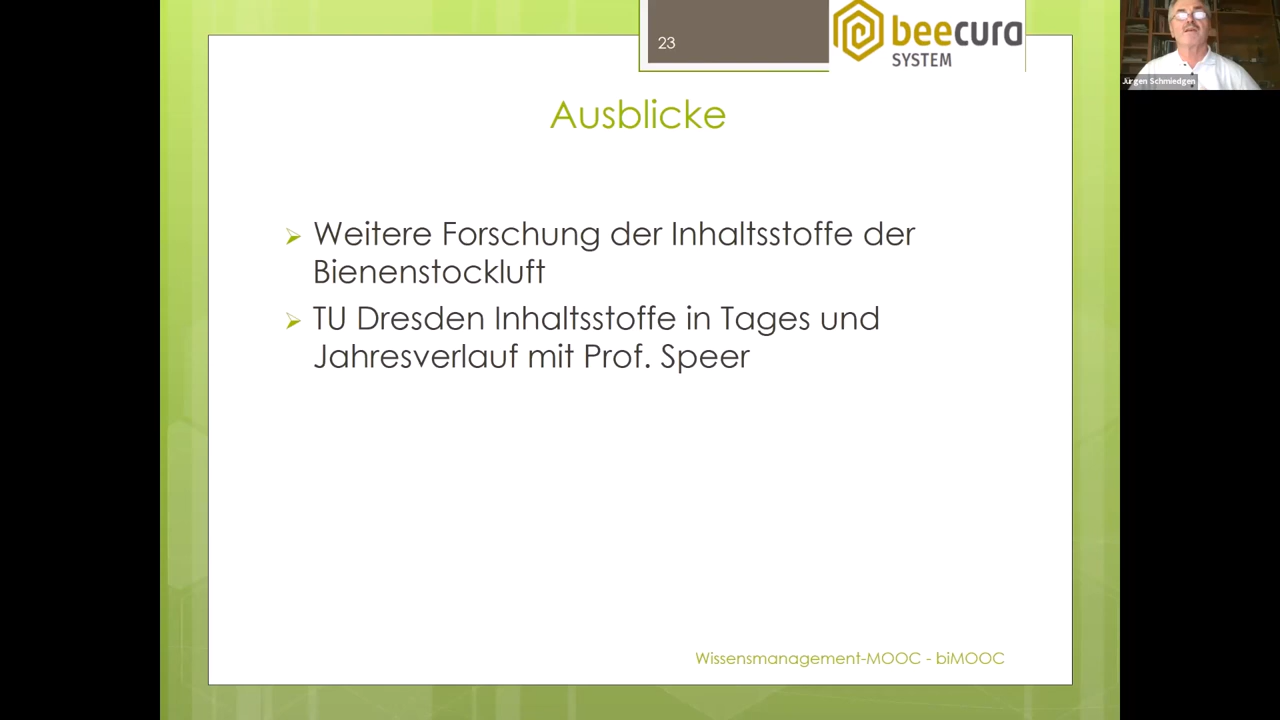 23
beecura
SYSTEM
Jürgen Schmiedgen
Ausblicke
Weitere Forschung der Inhaltsstoffe der
Bienenstockluft
TU Dresden Inhaltsstoffe in Tages und
Jahresverlauf mit Prof. Speer
Wissensmanagement-MOOC - biMOOC